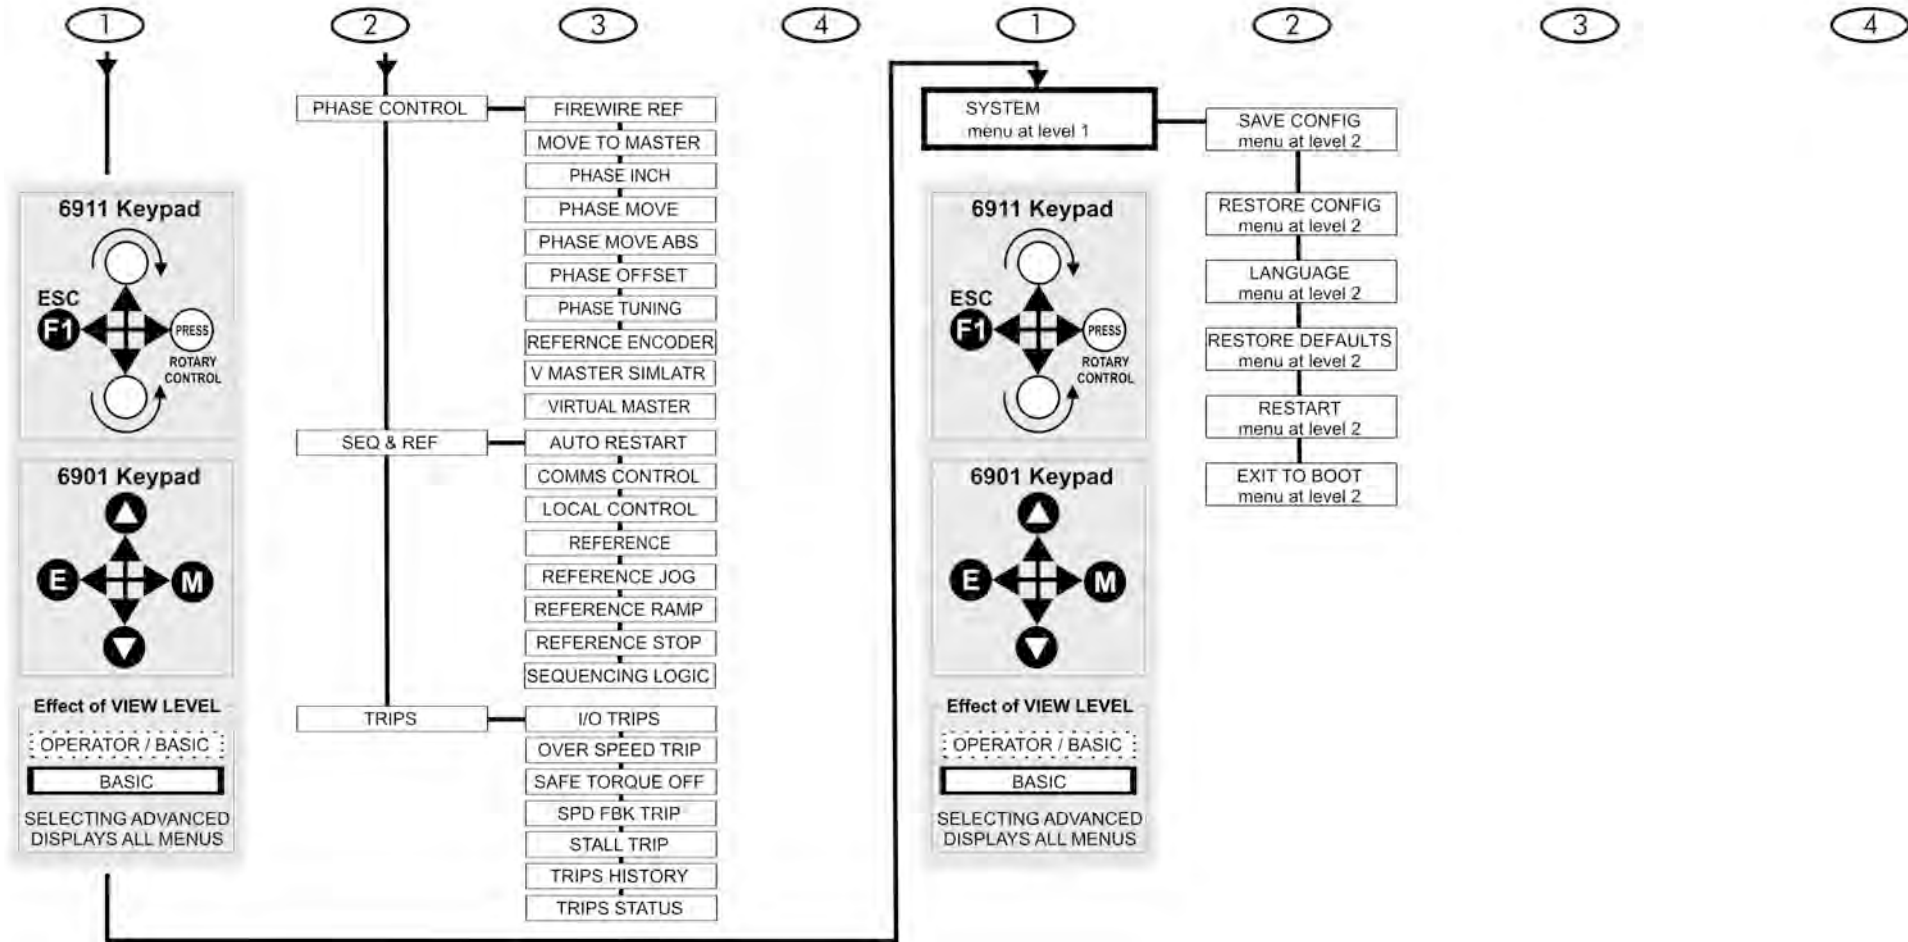 1 2 3 4 1 2 3 4
6911 Keypad
ESC
F1
PRESS
ROTARY
CONTROL
6901 Keypad
E M
Effect of VIEW LEVEL
OPERATOR / BASIC
BASIC
SELECTING ADVANCED
DISPLAYS ALL MENUS
PHASE CONTROL
FIREWIRE REF
MOVE TO MASTER
PHASE INCH
PHASE MOVE
PHASE MOVE ABS
PHASE OFFSET
PHASE TUNING
REFERNCE ENCODER
V MASTER SIMLATR
VIRTUAL MASTER
SEQ & REF
AUTO RESTART
COMMS CONTROL
LOCAL CONTROL
REFERENCE
REFERENCE JOG
REFERENCE RAMP
REFERENCE STOP
SEQUENCING LOGIC
TRIPS
I/O TRIPS
OVER SPEED TRIP
SAFE TORQUE OFF
SPD FBK TRIP
STALL TRIP
TRIPS HISTORY
TRIPS STATUS
SYSTEM
menu at level 1
6911 Keypad
ESC
F1
PRESS
ROTARY
CONTROL
6901 Keypad
E M
Effect of VIEW LEVEL
OPERATOR / BASIC
BASIC
SELECTING ADVANCED
DISPLAYS ALL MENUS
SAVE CONFIG
menu at level 2
RESTORE CONFIG
menu at level 2
LANGUAGE
menu at level 2
RESTORE DEFAULTS
menu at level 2
RESTART
menu at level 2
EXIT TO BOOT
menu at level 2